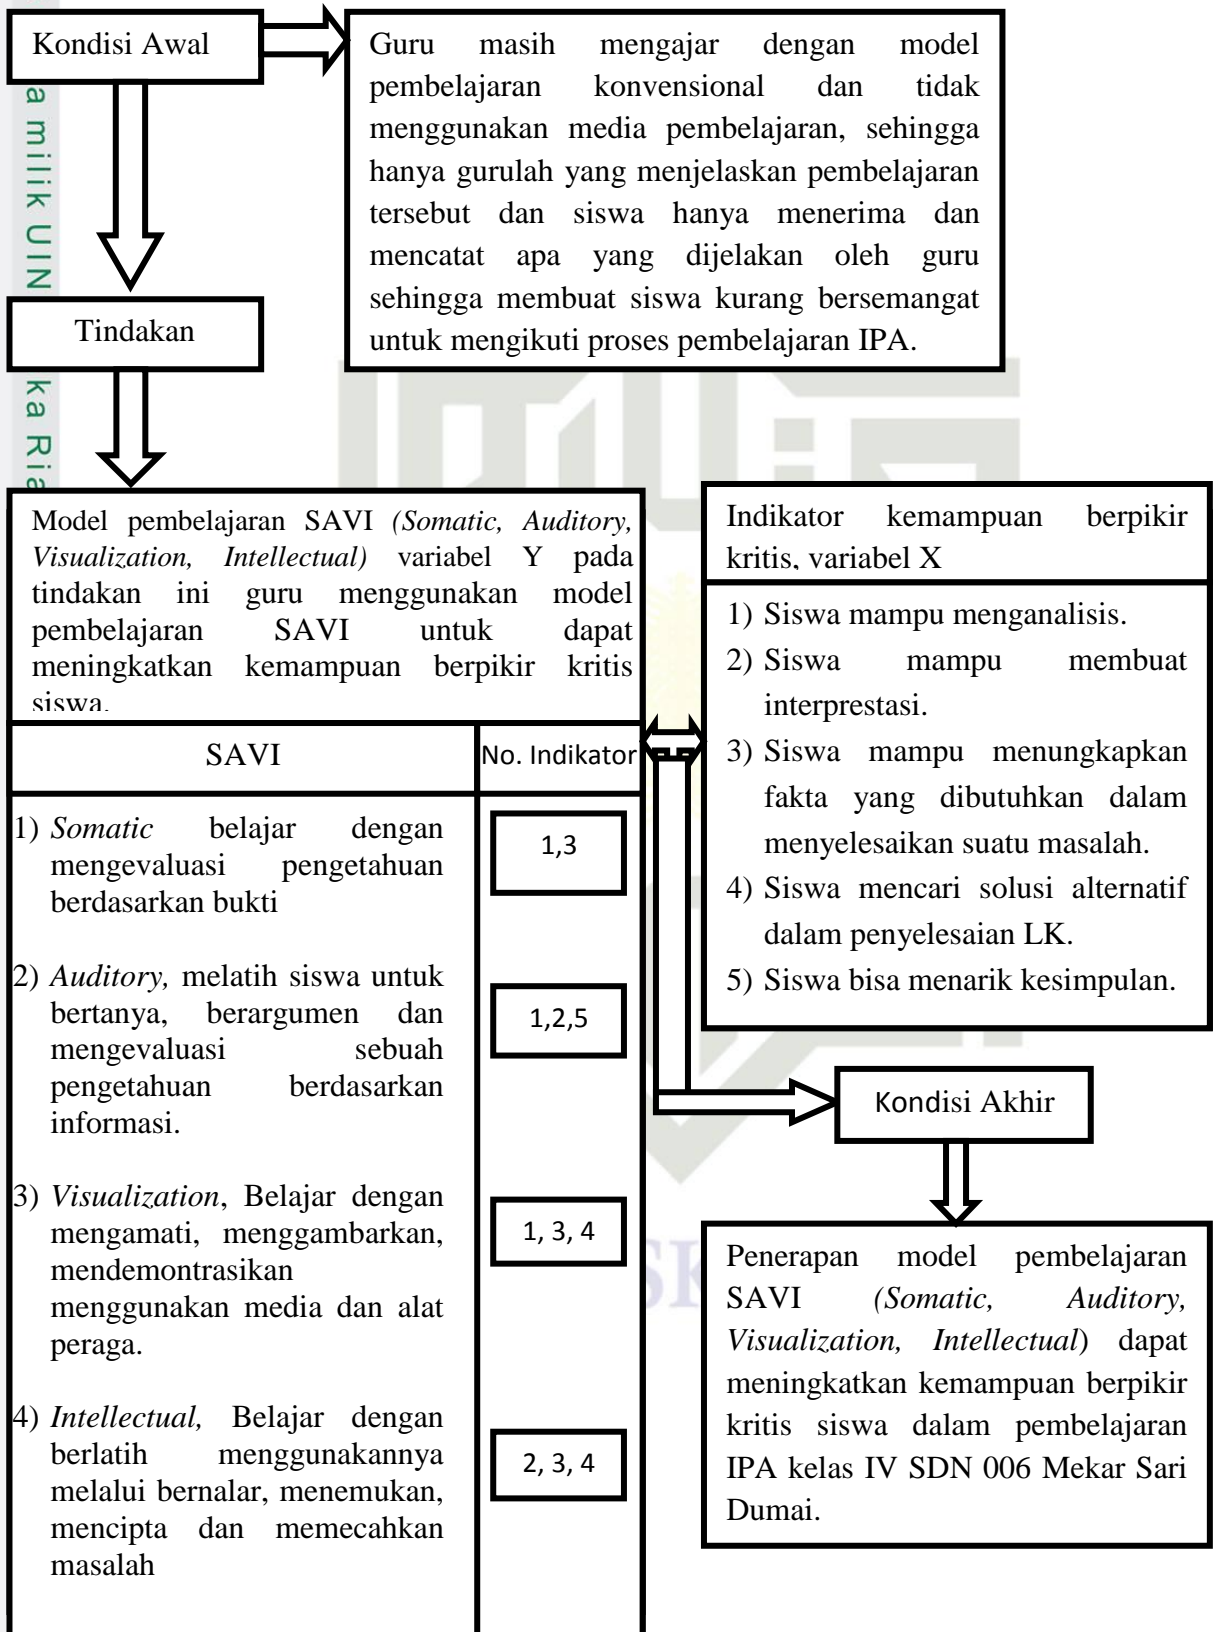 Kondisi Awal
Guru masih mengajar dengan model
pembelajaran konvensional dan tidak
menggunakan media pembelajaran, sehingga
hanya gurulah yang menjelaskan pembelajaran
tersebut dan siswa hanya menerima dan
mencatat apa yang dijelakan oleh guru
sehingga membuat siswa kurang bersemangat
untuk mengikuti proses pembelajaran IPA.
a milik UIN
ka Ria
Tindakan
Model pembelajaran SAVI (Somatic, Auditory,
Visualization, Intellectual) variabel Y pada
tindakan ini guru menggunakan model
pembelajaran SAVI untuk dapat
meningkatkan kemampuan berpikir kritis
siswa.
SAVI
No. Indikator
1) Somatic belajar dengan
mengevaluasi pengetahuan
berdasarkan bukti
1,3
2) Auditory, melatih siswa untuk
bertanya, berargumen dan
mengevaluasi sebuah
pengetahuan berdasarkan
informasi.
1,2,5
3) Visualization, Belajar dengan
mengamati, menggambarkan,
mendemontrasikan
menggunakan media dan alat
peraga.
1, 3, 4
4) Intellectual, Belajar dengan
berlatih menggunakannya
melalui bernalar, menemukan,
mencipta dan memecahkan
masalah
2, 3, 4
Indikator kemampuan berpikir
kritis, variabel X
1) Siswa mampu menganalisis.
2) Siswa mampu membuat
interprestasi.
3) Siswa mampu menungkapkan
fakta yang dibutuhkan dalam
menyelesaikan suatu masalah.
4) Siswa mencari solusi alternatif
dalam penyelesaian LK.
5) Siswa bisa menarik kesimpulan.
Kondisi Akhir
Penerapan model pembelajaran
SAVI (Somatic, Auditory,
Visualization, Intellectual) dapat
meningkatkan kemampuan berpikir
kritis siswa dalam pembelajaran
IPA kelas IV SDN 006 Mekar Sari
Dumai.